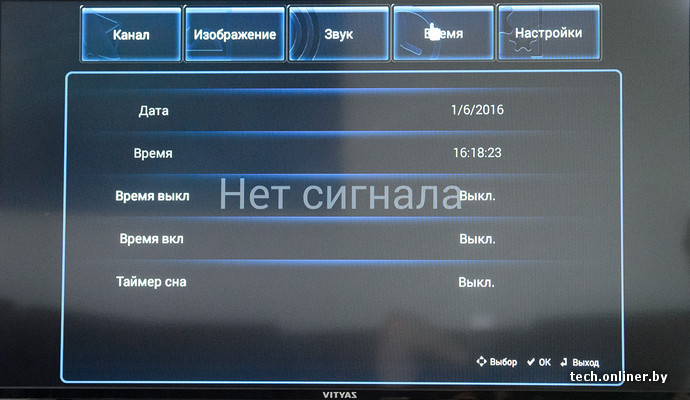 Канал Изображение Звук Время Настройки
Дата 1/6/2016
Время 16:18:23
Время выкл Выкл.
Нет сигнала
Время вкл Выкл.
Таймер сна Выкл.
Выбор OK Выход
tech.onliner.by
VITYAS